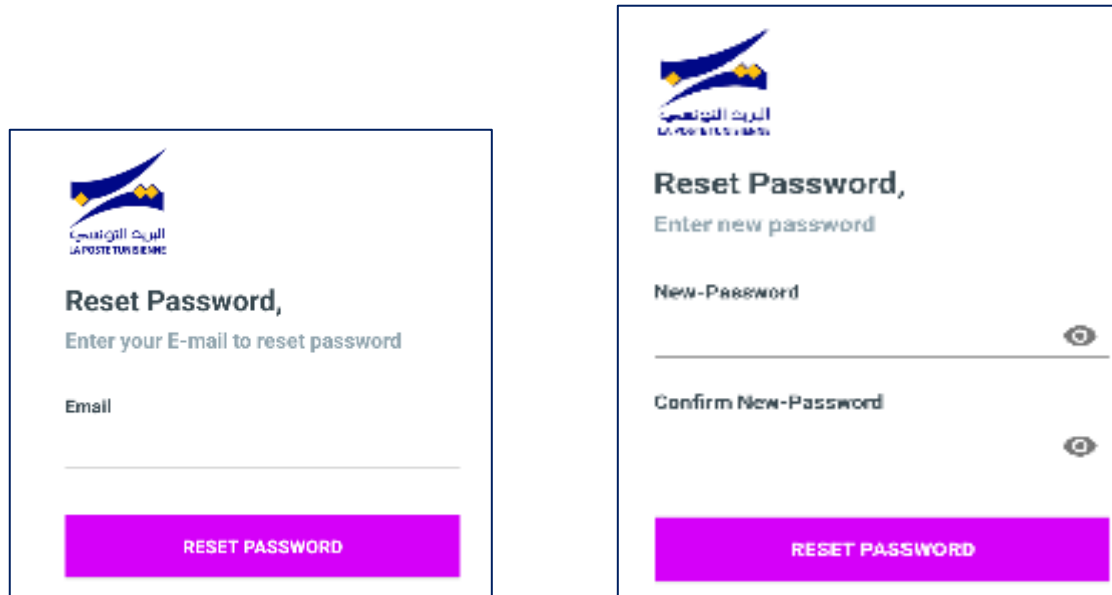 البريد التونسي
LA POSTE TUNISIENNE
Reset Password,
Enter your E-mail to reset password
Email
RESET PASSWORD
البريد التونسي
LA POSTE TUNISIENNE
Reset Password,
Enter new password
New-Password
Confirm New-Password
RESET PASSWORD